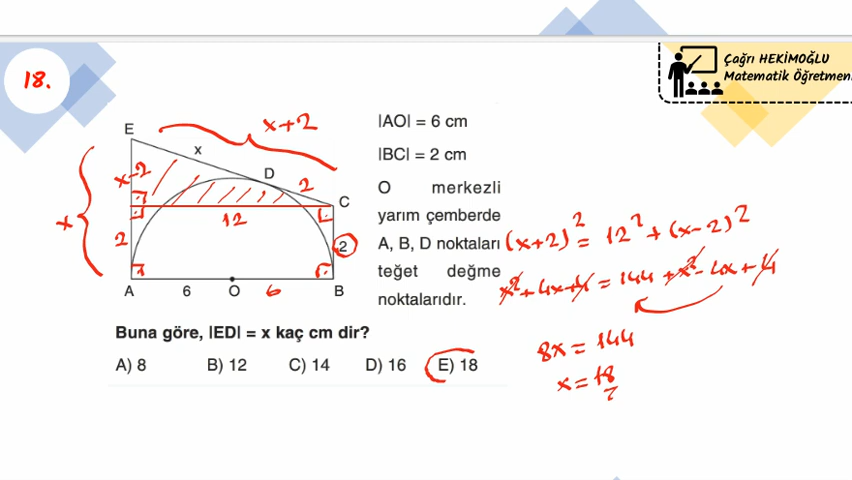 18.
Çağrı HEKİMOĞLU
Matematik Öğretmen
E
x+2
x
D
x-2
2
C
x
12
2
2
A
6
O
6
B
|AO| = 6 cm
|BC| = 2 cm
O merkezli
yarım çemberde
A, B, D noktaları
teğet değme
noktalarıdır.
(x+2)² = 12² + (x-2)²
x² + 4x + 4 = 144 + x² - 4x + 4
8x = 144
x = 18
Buna göre, |ED| = x kaç cm dir?
A) 8 B) 12 C) 14 D) 16 E) 18